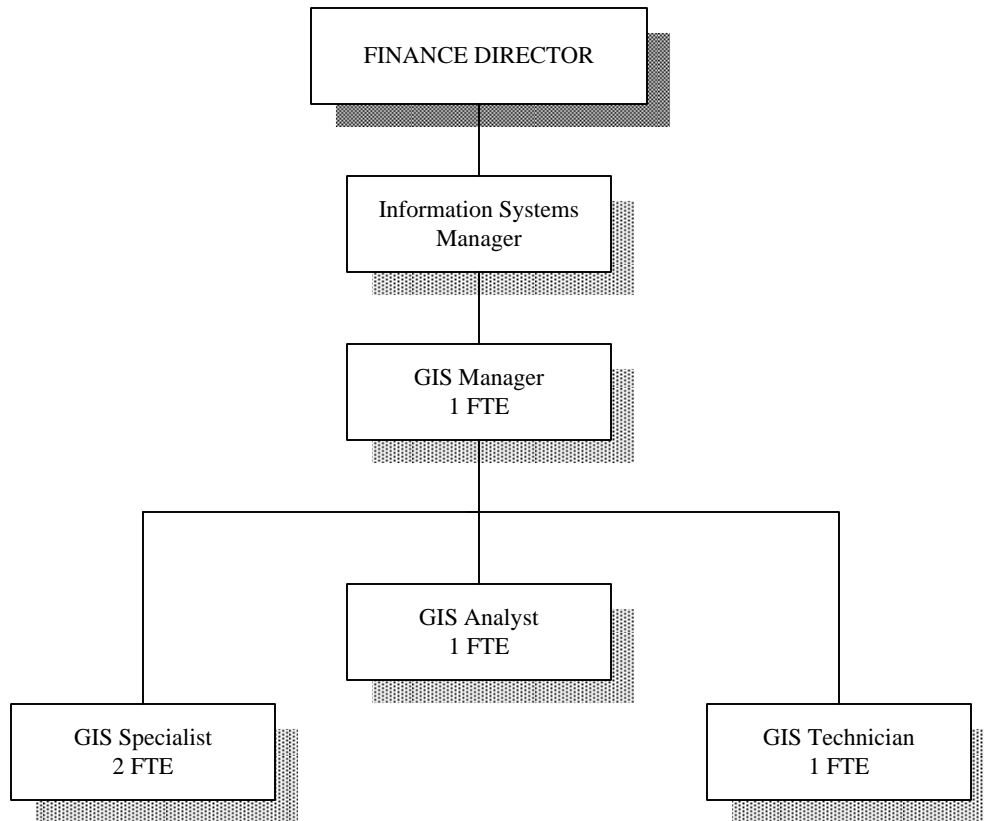 FINANCE DIRECTOR
Information Systems
Manager
GIS Manager
1 FTE
GIS Analyst
1 FTE
GIS Specialist
2 FTE
GIS Technician
1 FTE